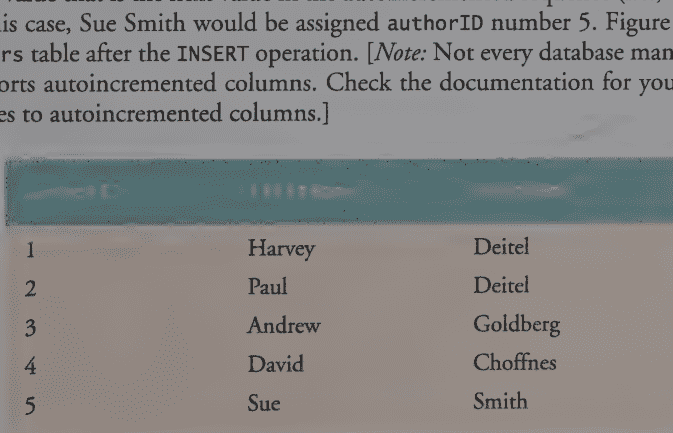 is case, Sue Smith would be assigned authorID number 5. Figure
rs table after the INSERT operation. [Note: Not every database man
orts autoincremented columns. Check the documentation for you
es to autoincremented columns.]
1 Harvey Deitel
2 Paul Deitel
3 Andrew Goldberg
4 David Choffnes
5 Sue Smith